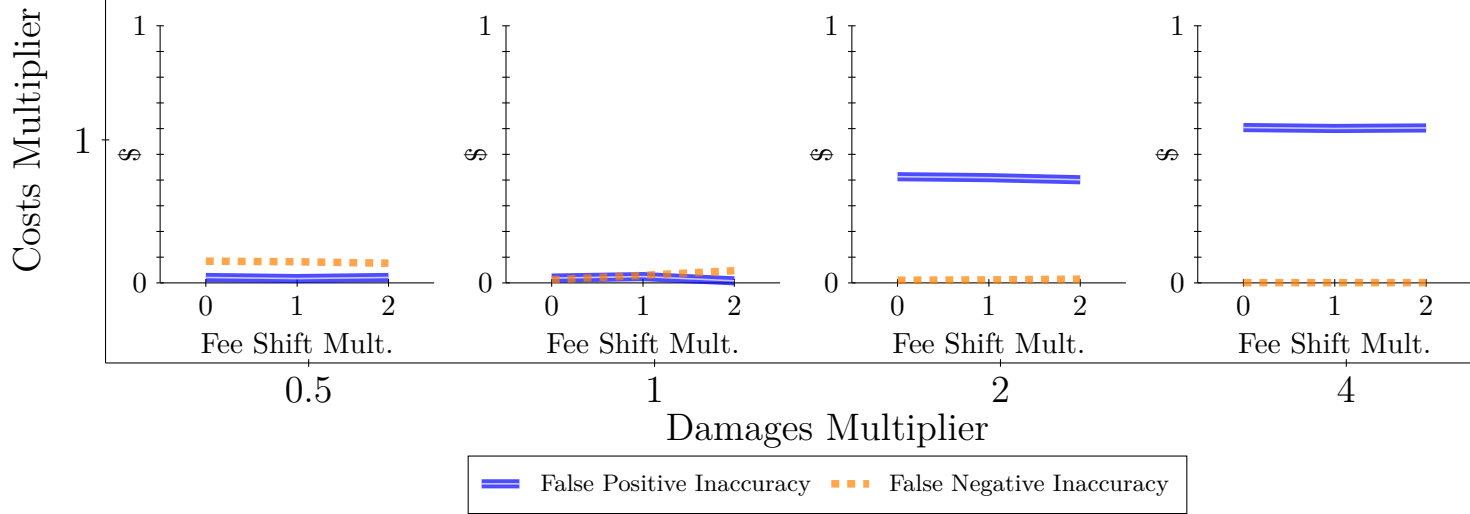 Costs Multiplier
1
1
$
0
0 1 2
Fee Shift Mult.
1
$
0
0 1 2
Fee Shift Mult.
1
$
0
0 1 2
Fee Shift Mult.
1
$
0
0 1 2
Fee Shift Mult.
0.5 1 2 4
Damages Multiplier
False Positive Inaccuracy False Negative Inaccuracy